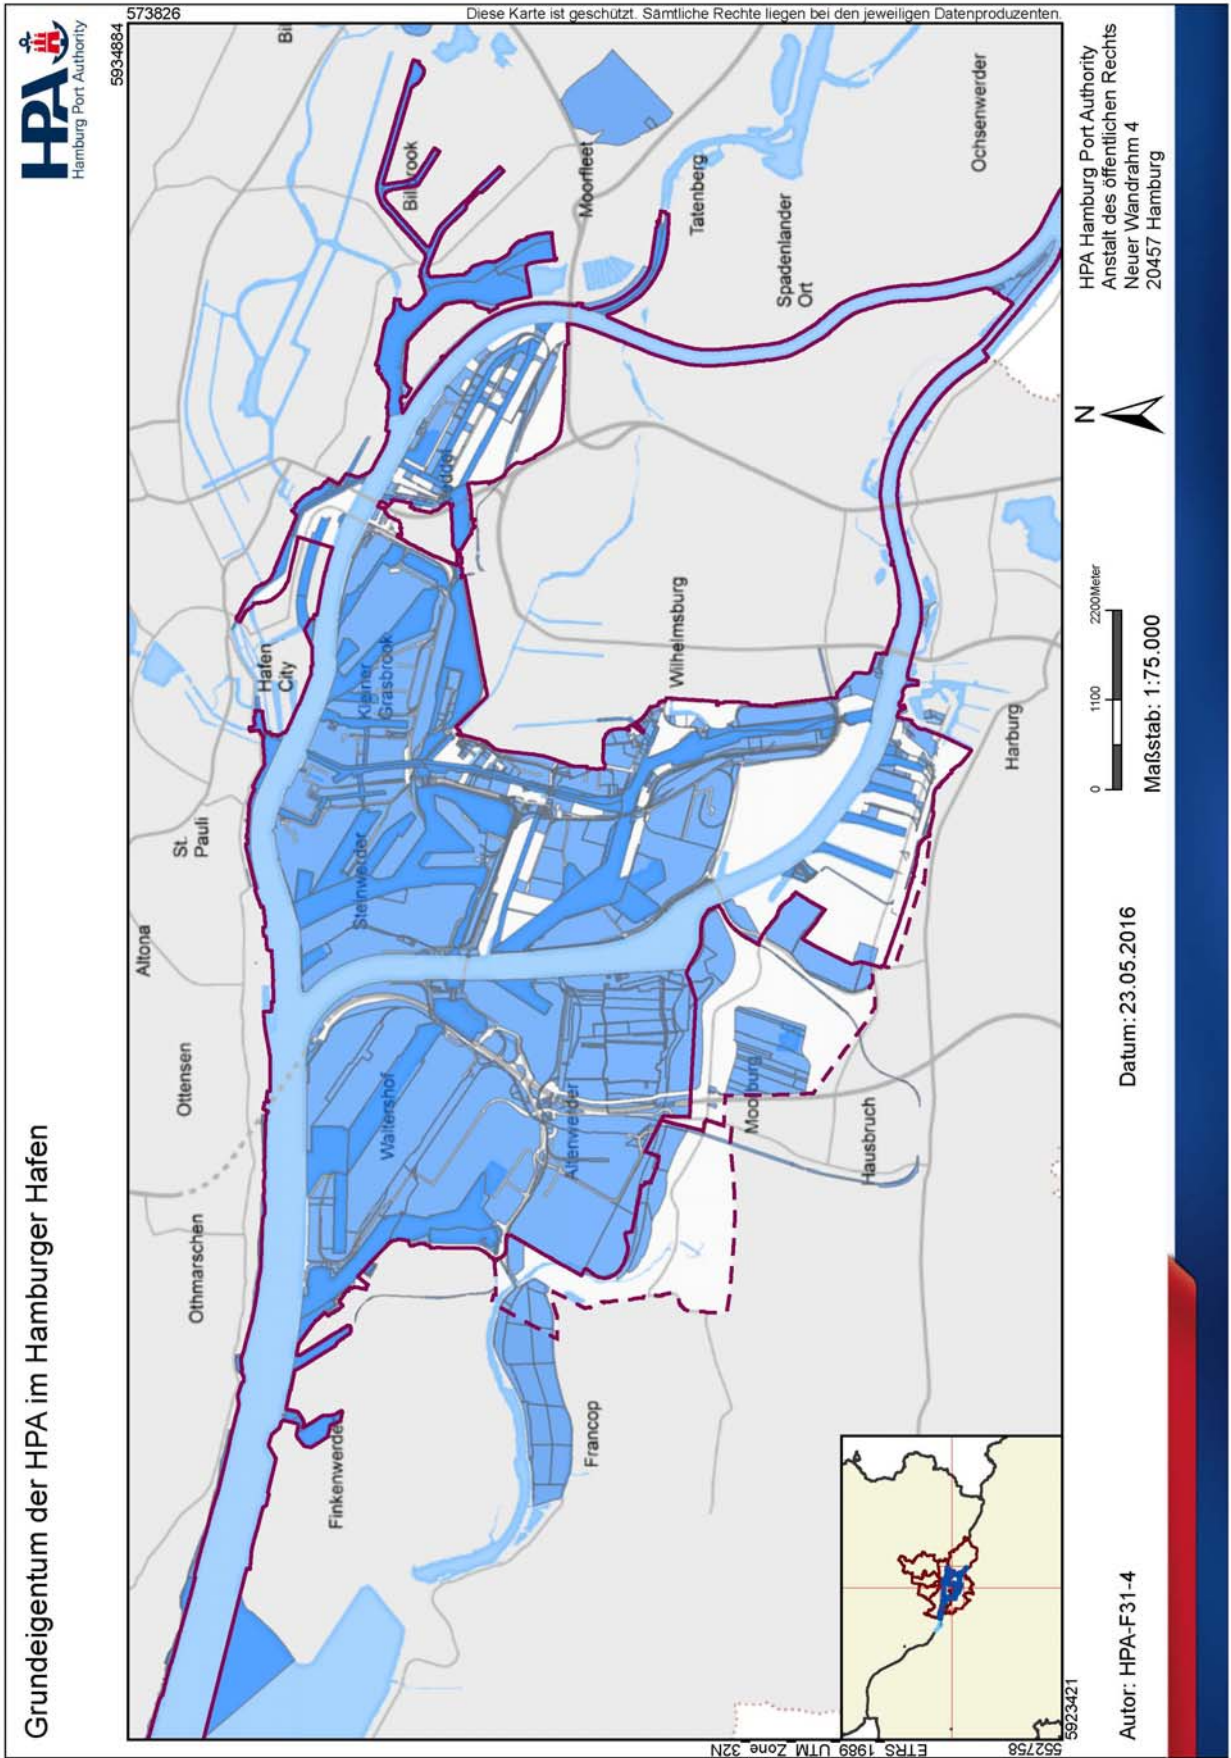 Grundeigentum der HPA im Hamburger Hafen
HPA
Hamburg Port Authority
573826
5934884
Diese Karte ist geschützt. Sämtliche Rechte liegen bei den jeweiligen Datenproduzenten.
Altona
St.
Pauli
Ottensen
Othmarschen
Hafen
City
Bil
Billbrook
Moorfleet
Tatenberg
Spadenlander
Ort
Ochsenwerder
Kleiner
Grasbrook
Steinwerder
Waltershof
Altenwerder
Finkenwerder
Francop
Wilhelmsburg
Moorburg
Hausbruch
Harburg
552758
5923421
ETRS 1989 UTM Zone 32N
Autor: HPA-F31-4
Datum: 23.05.2016
0 1100 2200Meter
Maßstab: 1:75.000
N
HPA Hamburg Port Authority
Anstalt des öffentlichen Rechts
Neuer Wandrahm 4
20457 Hamburg